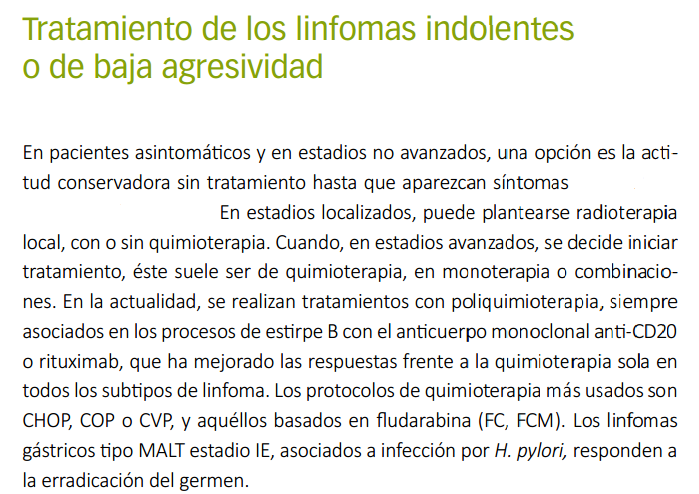 Tratamiento de los linfomas indolentes
o de baja agresividad
En pacientes asintomáticos y en estadios no avanzados, una opción es la acti-
tud conservadora sin tratamiento hasta que aparezcan síntomas
En estadios localizados, puede plantearse radioterapia
local, con o sin quimioterapia. Cuando, en estadios avanzados, se decide iniciar
tratamiento, éste suele ser de quimioterapia, en monoterapia o combinacio-
nes. En la actualidad, se realizan tratamientos con poliquimioterapia, siempre
asociados en los procesos de estirpe B con el anticuerpo monoclonal anti-CD20
o rituximab, que ha mejorado las respuestas frente a la quimioterapia sola en
todos los subtipos de linfoma. Los protocolos de quimioterapia más usados son
CHOP, COP o CVP, y aquéllos basados en fludarabina (FC, FCM). Los linfomas
gástricos tipo MALT estadio IE, asociados a infección por H. pylori, responden a
la erradicación del germen.